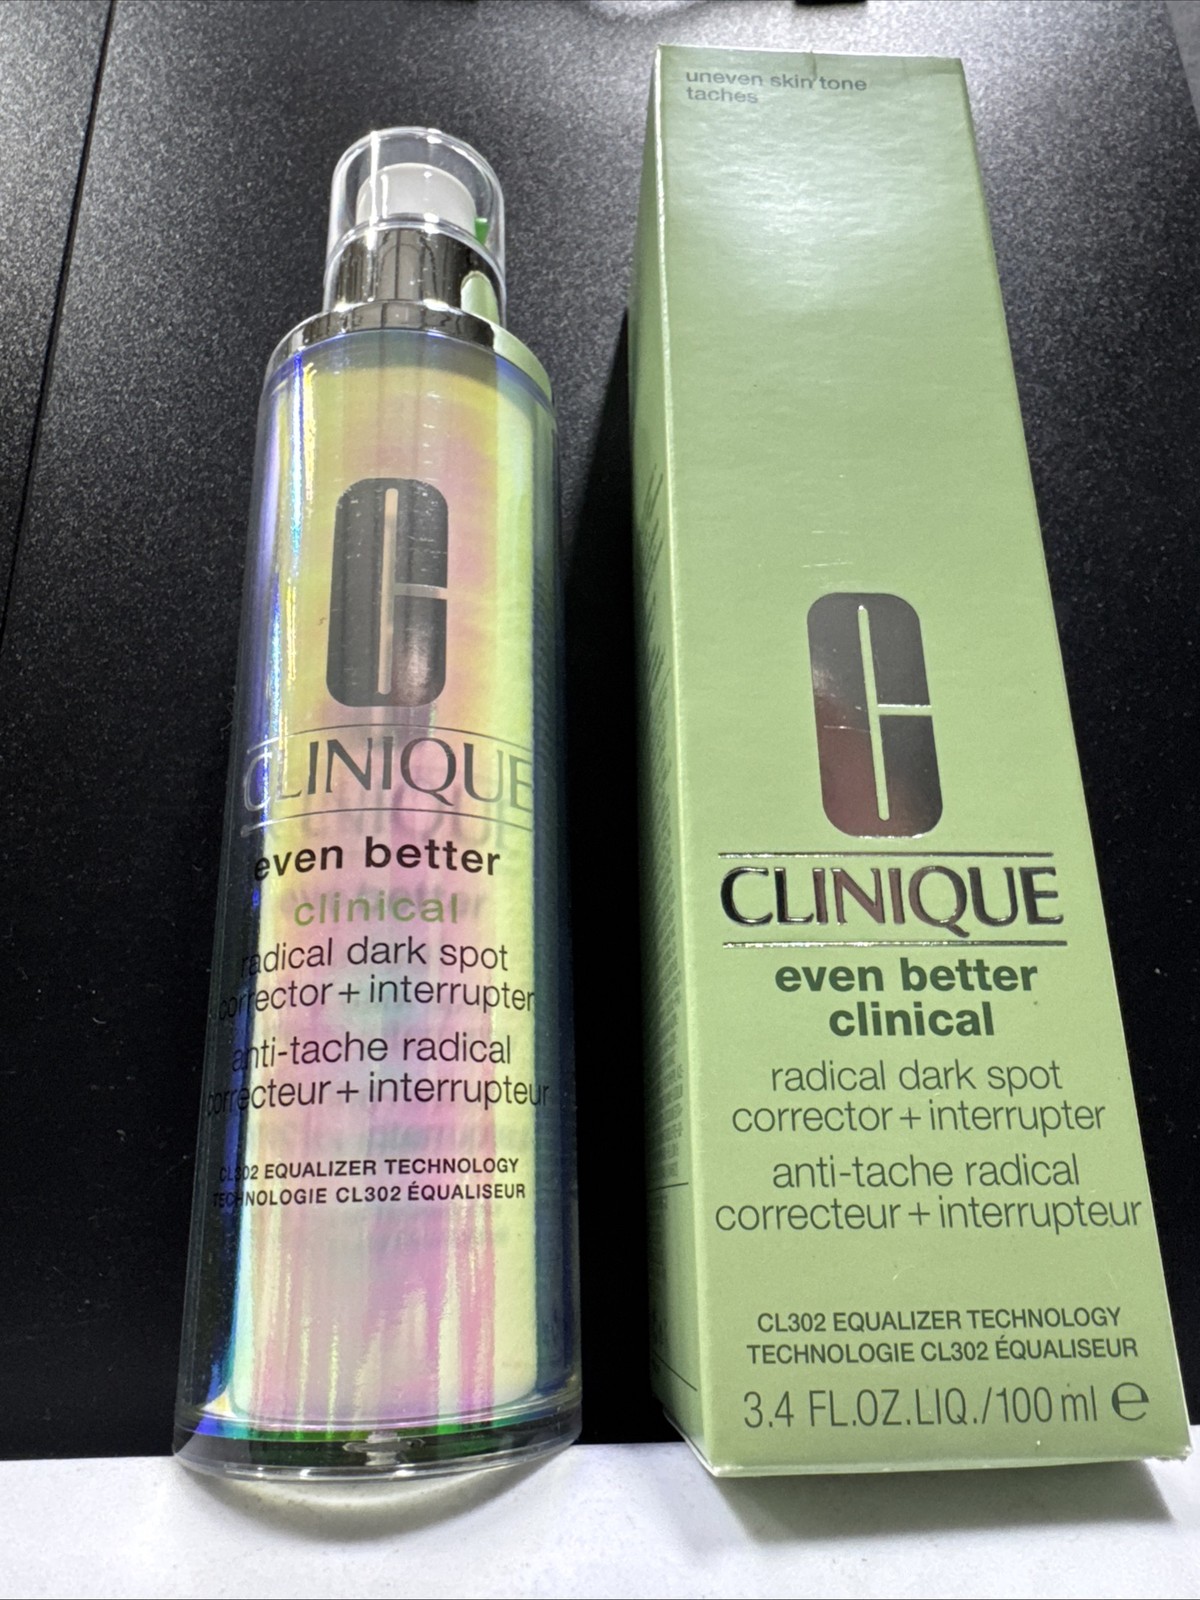 CLINIQUE
even better
clinical
radical dark spot
corrector + interrupter
anti-tache radical
correcteur + interrupteur
CL302 EQUALIZER TECHNOLOGY
TECHNOLOGIE CL302 ÉQUALISEUR
uneven skin tone
taches
CLINIQUE
even better
clinical
radical dark spot
corrector + interrupter
anti-tache radical
correcteur + interrupteur
CL302 EQUALIZER TECHNOLOGY
TECHNOLOGIE CL302 ÉQUALISEUR
3.4 FL.OZ.LIQ./100 ml ℮